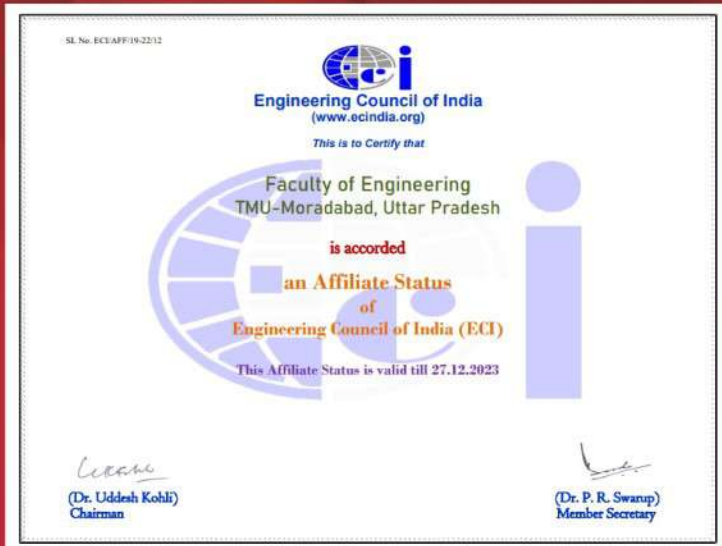 SL No. ECI/AFF/19-22/12
eci
Engineering Council of India
(www.ecindia.org)
This is to Certify that
Faculty of Engineering
TMU-Moradabad, Uttar Pradesh
is accorded
an Affiliate Status
of
Engineering Council of India (ECI)
This Affiliate Status is valid till 27.12.2023
(Dr. Uddesh Kohli)
Chairman
(Dr. P. R. Swarup)
Member Secretary